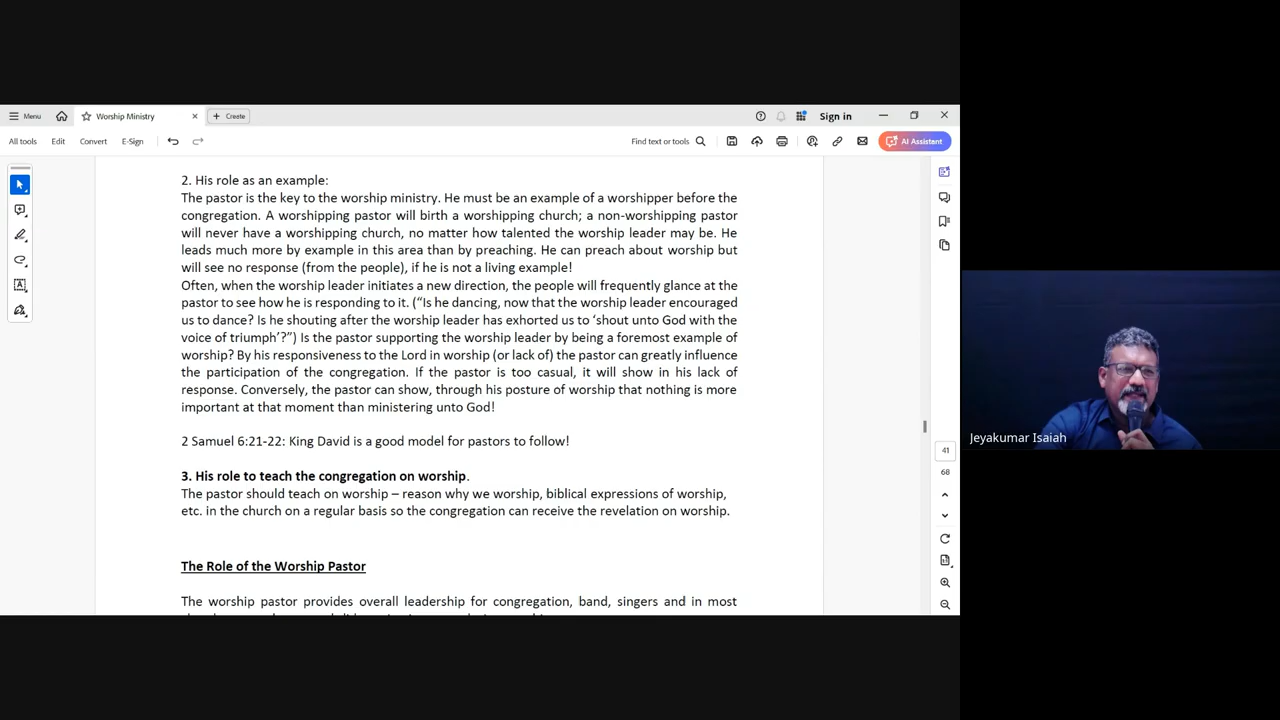 Menu
Worship Ministry
Create
Sign in
All tools
Edit
Convert
E-Sign
Find text or tools
AI Assistant
2. His role as an example:
The pastor is the key to the worship ministry. He must be an example of a worshipper before the
congregation. A worshipping pastor will birth a worshipping church; a non-worshipping pastor
will never have a worshipping church, no matter how talented the worship leader may be. He
leads much more by example in this area than by preaching. He can preach about worship but
will see no response (from the people), if he is not a living example!
Often, when the worship leader initiates a new direction, the people will frequently glance at the
pastor to see how he is responding to it. (“Is he dancing, now that the worship leader encouraged
us to dance? Is he shouting after the worship leader has exhorted us to ‘shout unto God with the
voice of triumph’?”) Is the pastor supporting the worship leader by being a foremost example of
worship? By his responsiveness to the Lord in worship (or lack of) the pastor can greatly influence
the participation of the congregation. If the pastor is too casual, it will show in his lack of
response. Conversely, the pastor can show, through his posture of worship that nothing is more
important at that moment than ministering unto God!
2 Samuel 6:21-22: King David is a good model for pastors to follow!
3. His role to teach the congregation on worship.
The pastor should teach on worship – reason why we worship, biblical expressions of worship,
etc. in the church on a regular basis so the congregation can receive the revelation on worship.
The Role of the Worship Pastor
The worship pastor provides overall leadership for congregation, band, singers and in most
41
68
Jeyakumar Isaiah